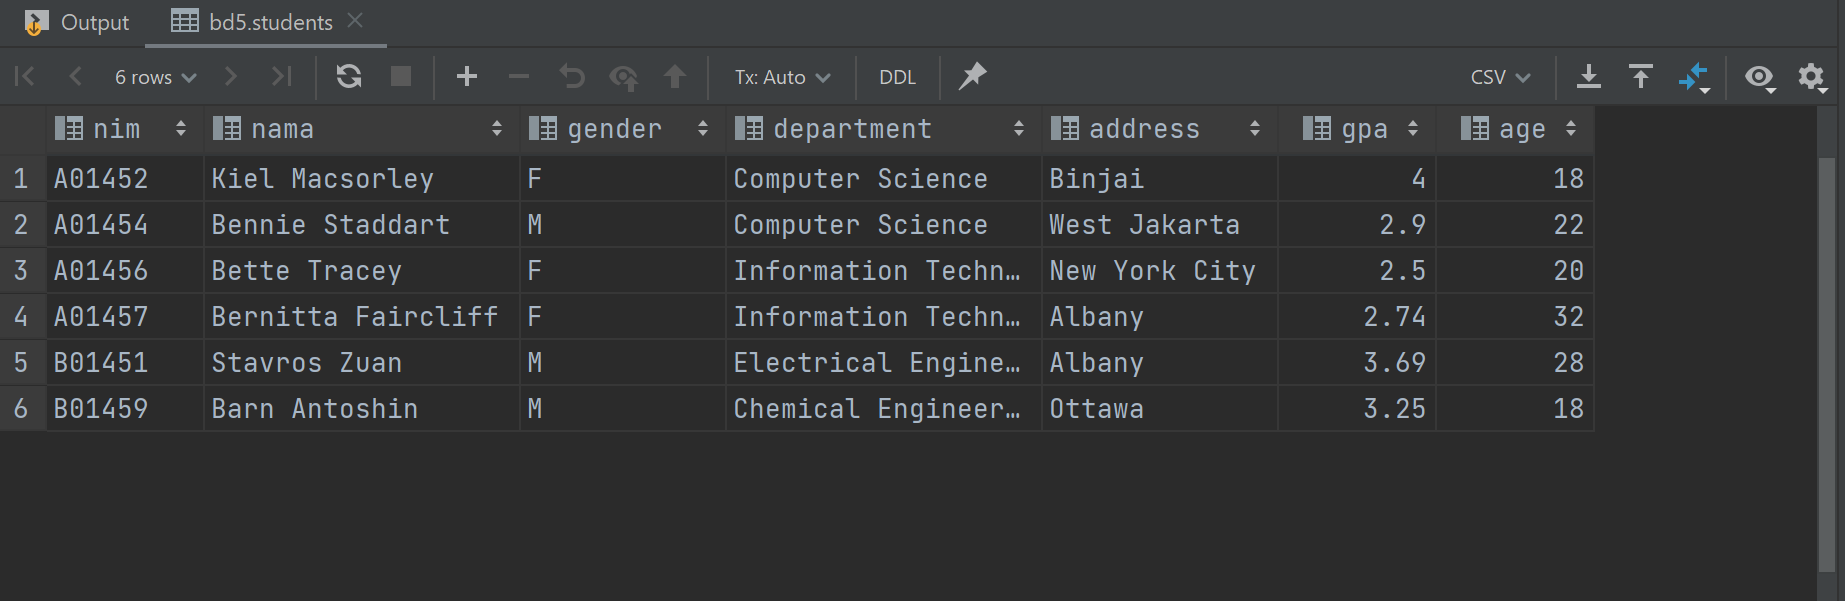 Output bd5.students
6 rows Tx: Auto DDL CSV
nim nama gender department address gpa age
1 A01452 Kiel Macsorley F Computer Science Binjai 4 18
2 A01454 Bennie Staddart M Computer Science West Jakarta 2.9 22
3 A01456 Bette Tracey F Information Techn… New York City 2.5 20
4 A01457 Bernitta Faircliff F Information Techn… Albany 2.74 32
5 B01451 Stavros Zuan M Electrical Engine… Albany 3.69 28
6 B01459 Barn Antoshin M Chemical Engineer… Ottawa 3.25 18